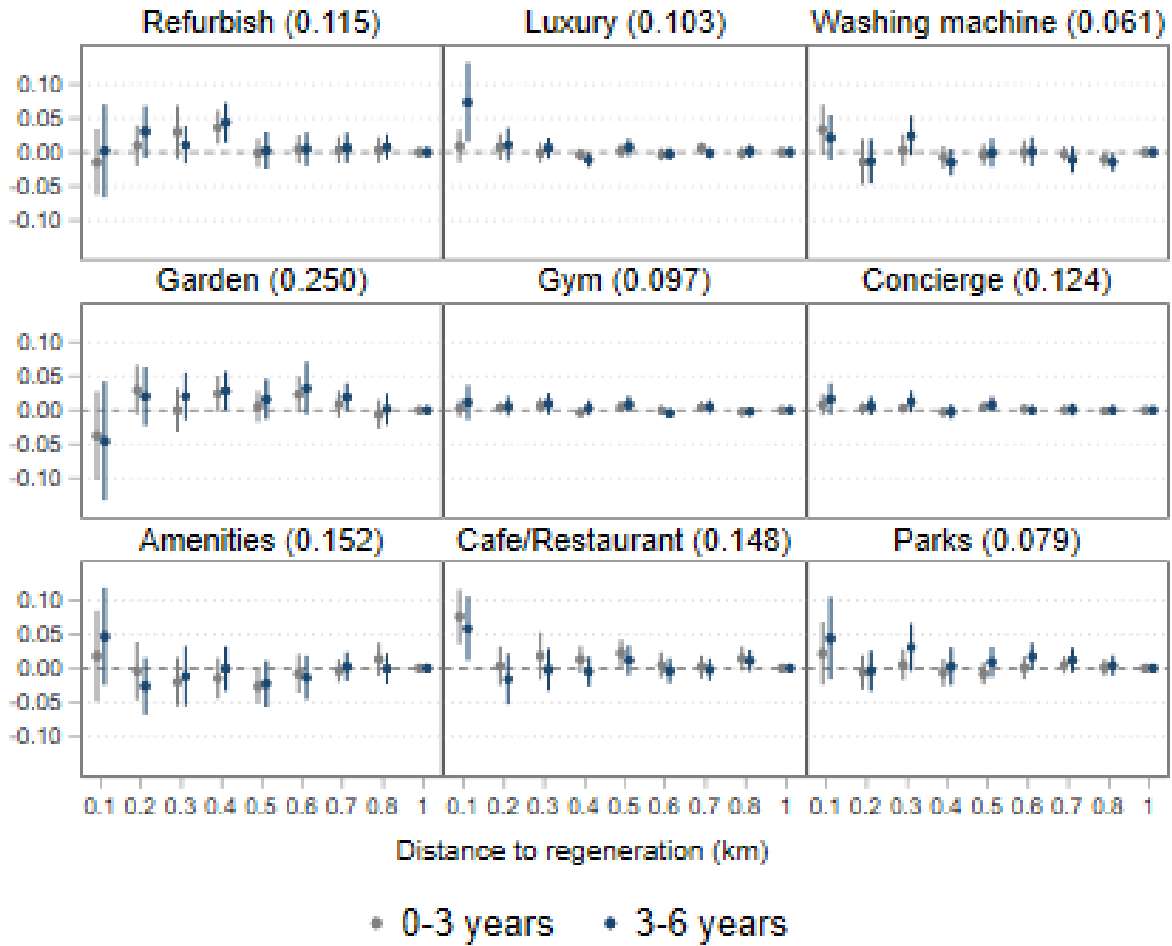 Refurbish (0.115) Luxury (0.103) Washing machine (0.061)
0.10
0.05
0.00
-0.05
-0.10
Garden (0.250) Gym (0.097) Concierge (0.124)
0.10
0.05
0.00
-0.05
-0.10
Amenities (0.152) Cafe/Restaurant (0.148) Parks (0.079)
0.10
0.05
0.00
-0.05
-0.10
0.1 0.2 0.3 0.4 0.5 0.6 0.7 0.8 1 0.1 0.2 0.3 0.4 0.5 0.6 0.7 0.8 1 0.1 0.2 0.3 0.4 0.5 0.6 0.7 0.8 1
Distance to regeneration (km)
0-3 years 3-6 years